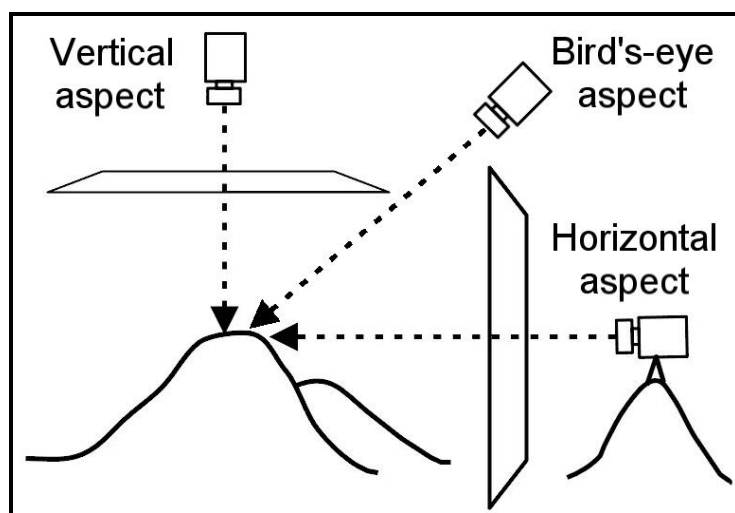 Vertical
aspect
Bird's-eye
aspect
Horizontal
aspect